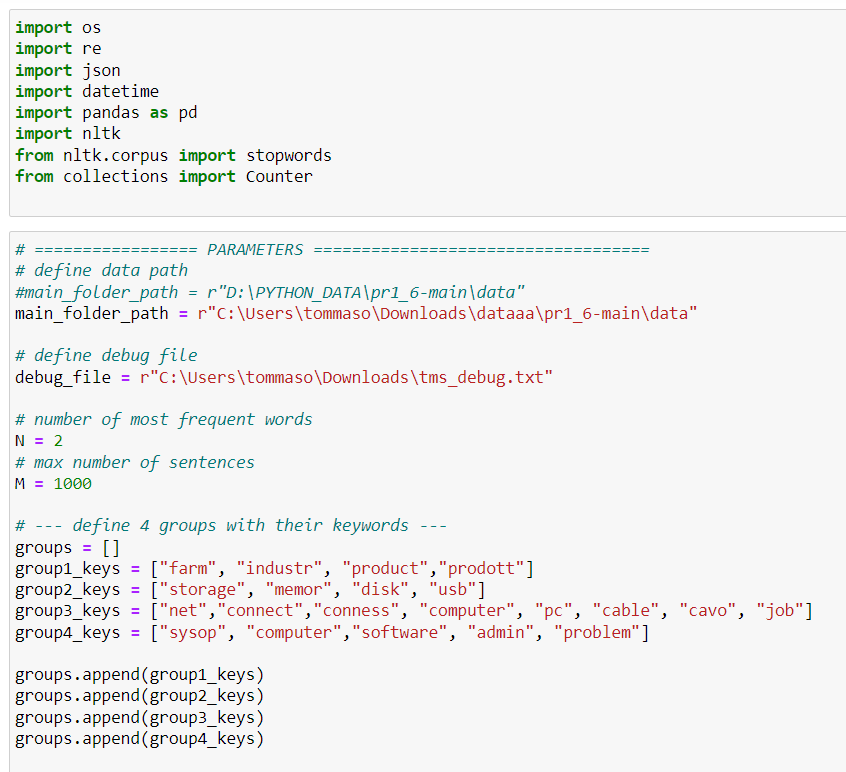 import os
import re
import json
import datetime
import pandas as pd
import nltk
from nltk.corpus import stopwords
from collections import Counter
# ================= PARAMETERS ===================================
# define data path
#main_folder_path = r"D:\PYTHON_DATA\pr1_6-main\data"
main_folder_path = r"C:\Users\tommaso\Downloads\dataaa\pr1_6-main\data"
# define debug file
debug_file = r"C:\Users\tommaso\Downloads\tms_debug.txt"
# number of most frequent words
N = 2
# max number of sentences
M = 1000
# --- define 4 groups with their keywords ---
groups = []
group1_keys = ["farm", "industr", "product","prodott"]
group2_keys = ["storage", "memor", "disk", "usb"]
group3_keys = ["net","connect","conness", "computer", "pc", "cable", "cavo", "job"]
group4_keys = ["sysop", "computer","software", "admin", "problem"]
groups.append(group1_keys)
groups.append(group2_keys)
groups.append(group3_keys)
groups.append(group4_keys)